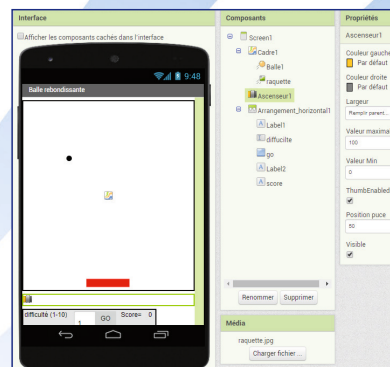 Interface
Afficher les composants cachés dans l'interface
9:48
Balle rebondissante
difficulté (1-10)
1
GO
Score= 0
Composants
Screen1
Cadre1
Balle1
raquette
Ascenseur1
Arrangement_horizontal1
Label1
diffucilte
go
Label2
score
Renommer
Supprimer
Média
raquette.jpg
Charger fichier ...
Propriétés
Ascenseur1
Couleur gauche
Par défaut
Couleur droite
Par défaut
Largeur
Remplir parent...
Valeur maximal
100
Valeur Min
0
ThumbEnabled
Position puce
50
Visible